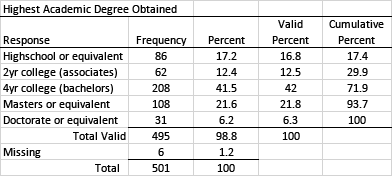 Highest Academic Degree Obtained
Valid Cumulative
Response Frequency Percent Percent Percent
Highschool or equivalent 86 17.2 16.8 17.4
2yr college (associates) 62 12.4 12.5 29.9
4yr college (bachelors) 208 41.5 42 71.9
Masters or equivalent 108 21.6 21.8 93.7
Doctorate or equivalent 31 6.2 6.3 100
Total Valid 495 98.8 100
Missing 6 1.2
Total 501 100